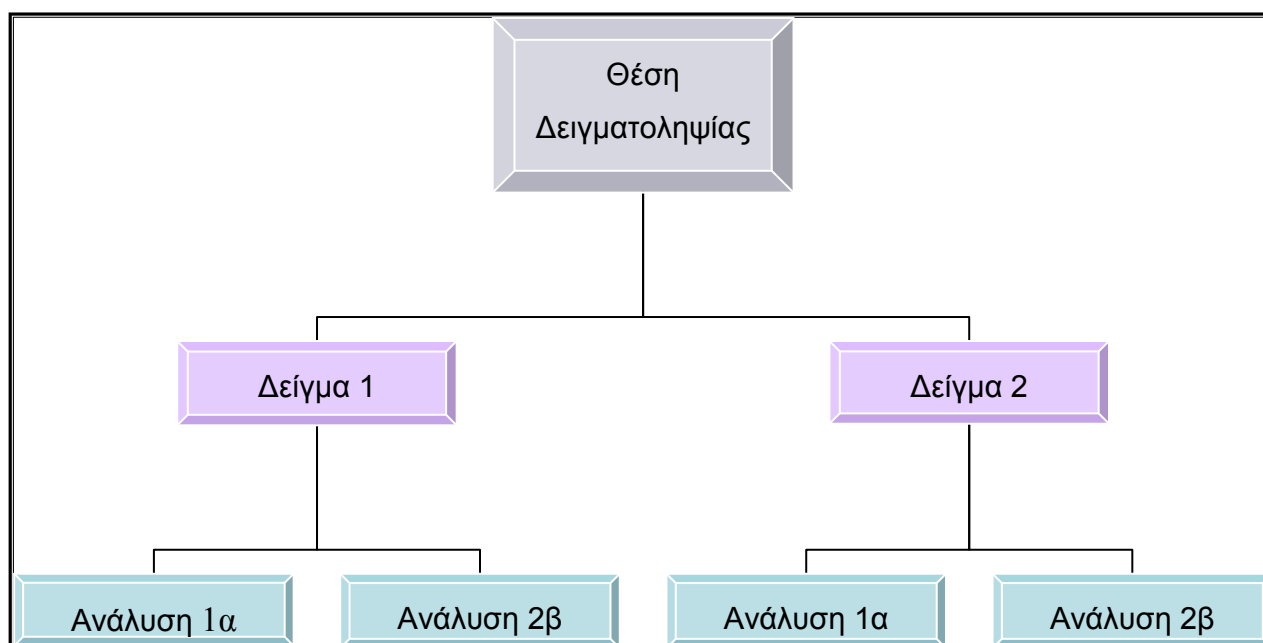 Θέση
Δειγματοληψίας
Δείγμα 1
Δείγμα 2
Ανάλυση 1α
Ανάλυση 2β
Ανάλυση 1α
Ανάλυση 2β